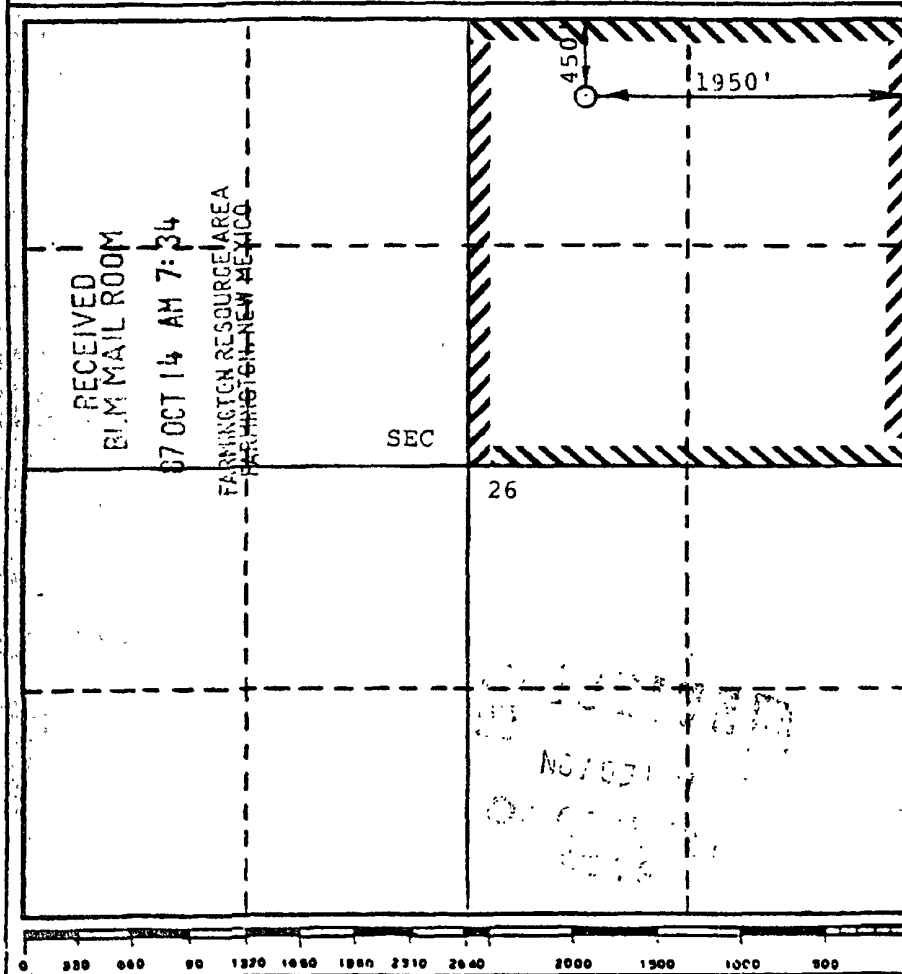 450'
1950'
RECEIVED
BLM MAIL ROOM
87 OCT 14 AM 7:34
FARMINGTON RESOURCE AREA
FARMINGTON, NEW MEXICO
SEC
26
0 330 660 90 1320 1650 1980 2310 2640 2000 1500 1000 500